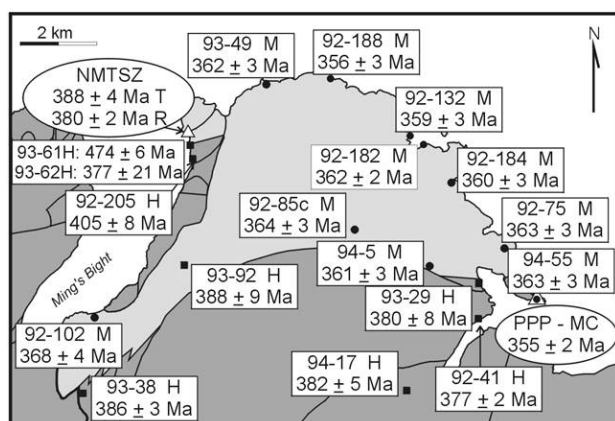 2 km
93-49 M
362 ± 3 Ma
92-188 M
356 ± 3 Ma
N
NMTSZ
388 ± 4 Ma T
380 ± 2 Ma R
92-132 M
359 ± 3 Ma
93-61H: 474 ± 6 Ma
93-62H: 377 ± 21 Ma
92-182 M
362 ± 2 Ma
92-184 M
360 ± 3 Ma
92-205 H
405 ± 8 Ma
92-85c M
364 ± 3 Ma
92-75 M
363 ± 3 Ma
Ming's Bight
93-92 H
388 ± 9 Ma
94-5 M
361 ± 3 Ma
94-55 M
363 ± 3 Ma
93-29 H
380 ± 8 Ma
PPP - MC
355 ± 2 Ma
92-102 M
368 ± 4 Ma
94-17 H
382 ± 5 Ma
92-41 H
377 ± 2 Ma
93-38 H
386 ± 3 Ma